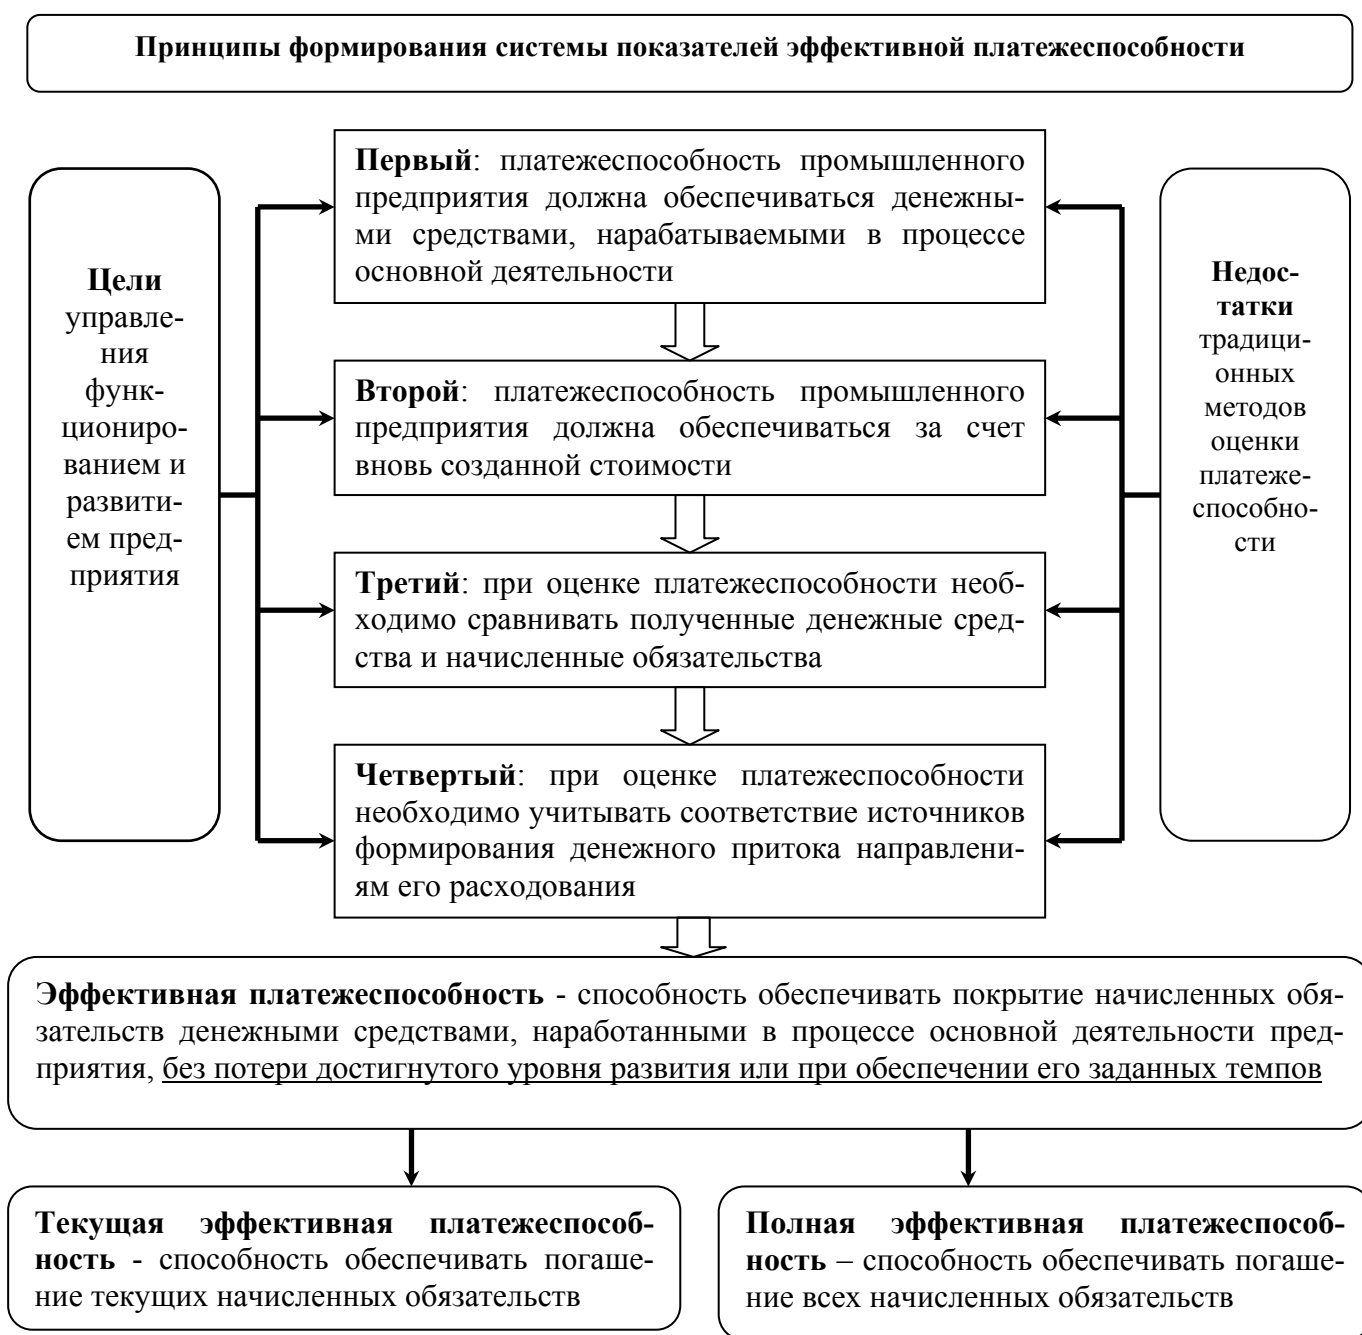 Принципы формирования системы показателей эффективной платежеспособности
Первый: платежеспособность промышленного
предприятия должна обеспечиваться денежны-
ми средствами, нарабатываемыми в процессе
основной деятельности
Цели
управле-
ния
функ-
циониро-
ванием и
развити-
ем пред-
приятия
Второй: платежеспособность промышленного
предприятия должна обеспечиваться за счет
вновь созданной стоимости
Недос-
татки
традици-
онных
методов
оценки
платеже-
способно-
сти
Третий: при оценке платежеспособности необ-
ходимо сравнивать полученные денежные сред-
ства и начисленные обязательства
Четвертый: при оценке платежеспособности
необходимо учитывать соответствие источников
формирования денежного притока направлени-
ям его расходования
Эффективная платежеспособность - способность обеспечивать покрытие начисленных обя-
зательств денежными средствами, наработанными в процессе основной деятельности пред-
приятия, без потери достигнутого уровня развития или при обеспечении его заданных темпов
Текущая эффективная платежеспособ-
ность - способность обеспечивать погаше-
ние текущих начисленных обязательств
Полная эффективная платежеспособ-
ность – способность обеспечивать погаше-
ние всех начисленных обязательств